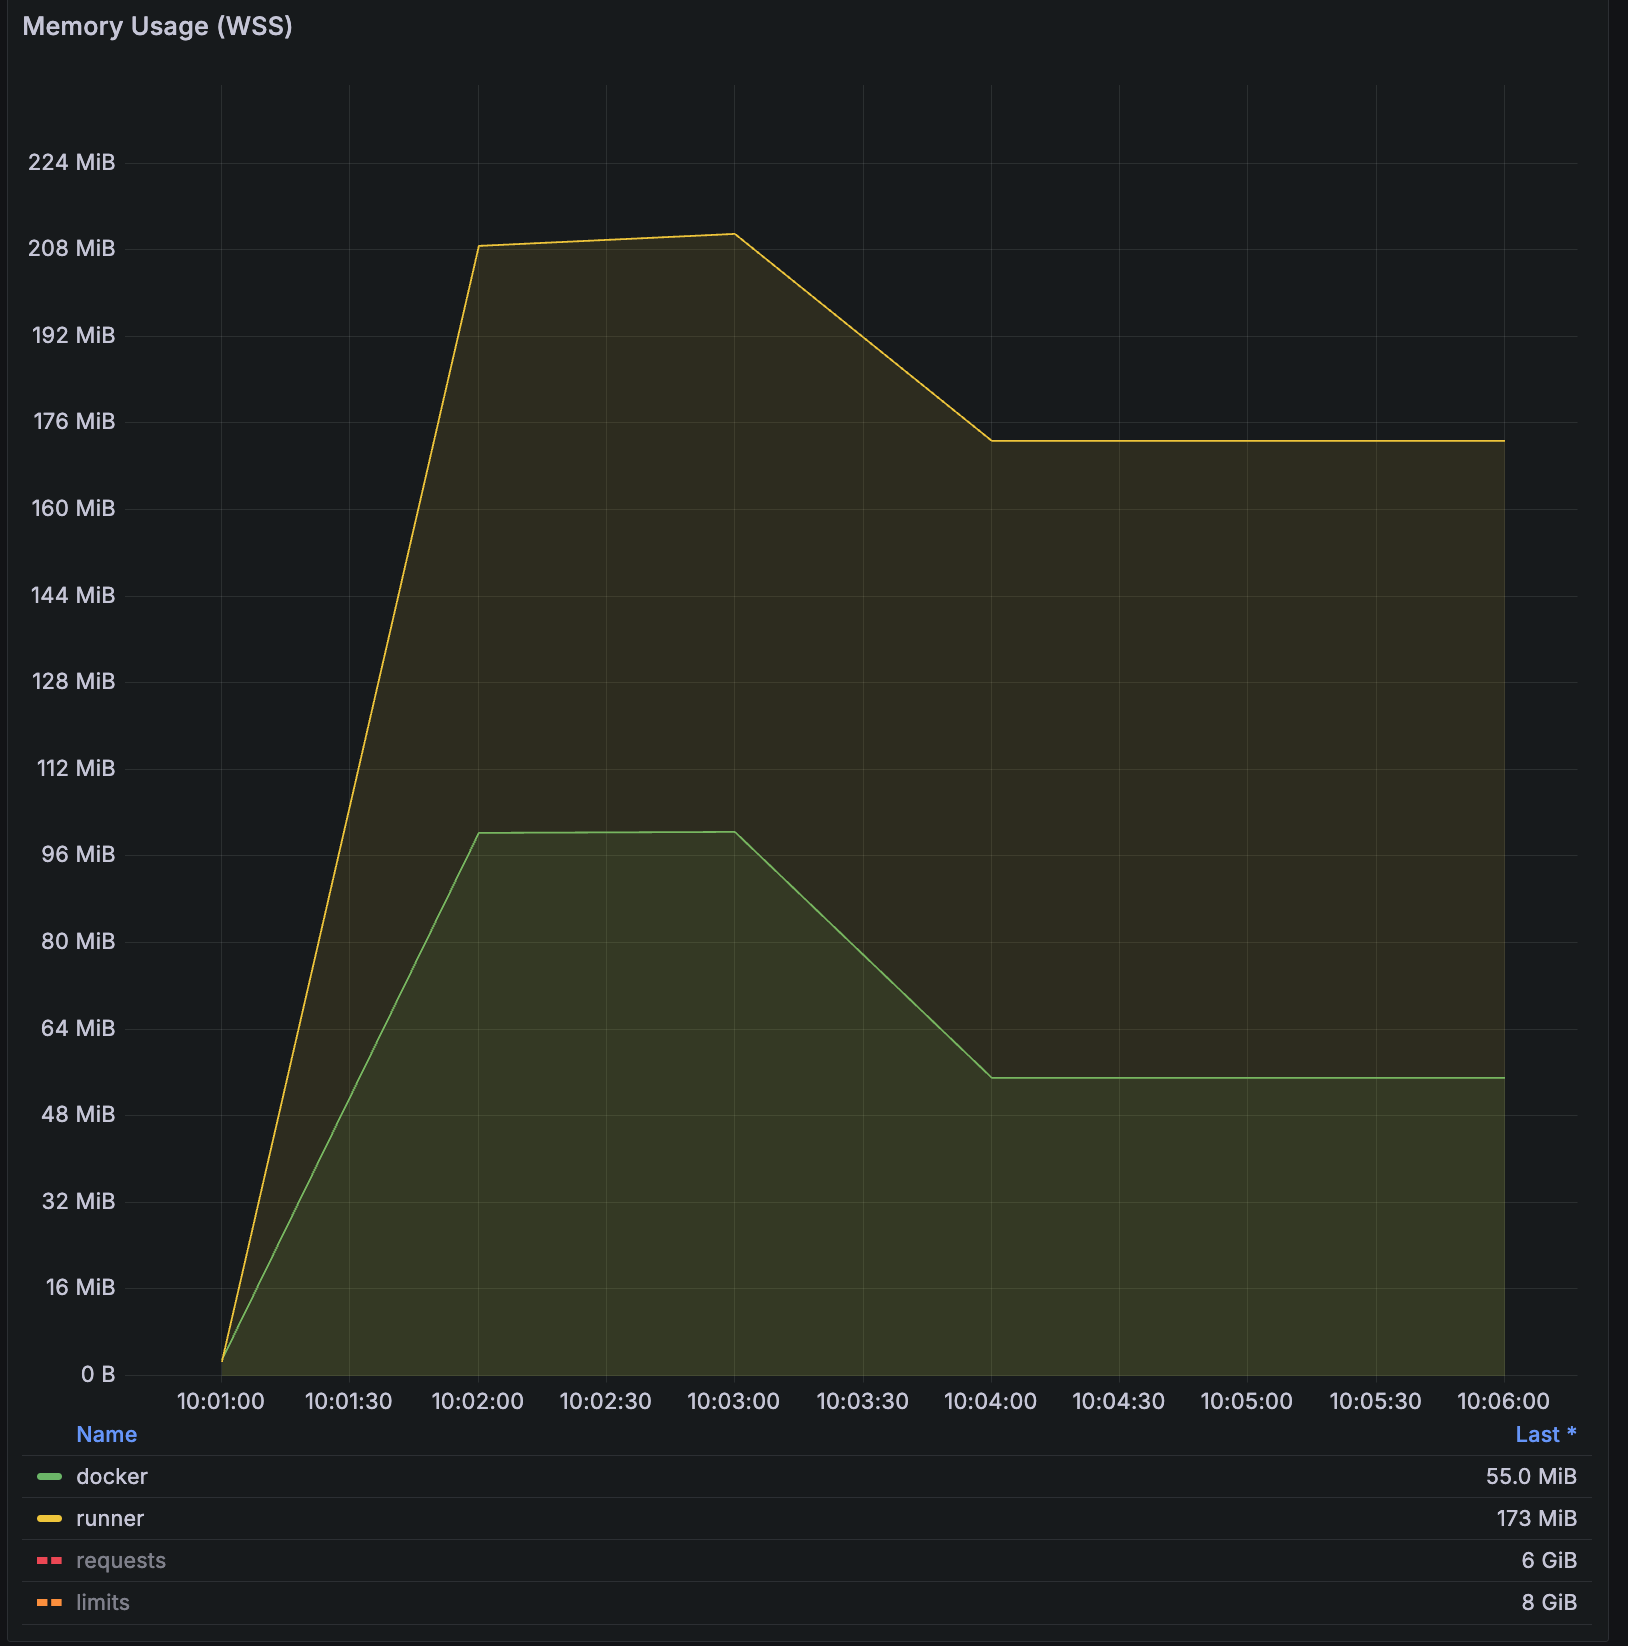 Memory Usage (WSS)
224 MiB
208 MiB
192 MiB
176 MiB
160 MiB
144 MiB
128 MiB
112 MiB
96 MiB
80 MiB
64 MiB
48 MiB
32 MiB
16 MiB
0 B
10:01:00 10:01:30 10:02:00 10:02:30 10:03:00 10:03:30 10:04:00 10:04:30 10:05:00 10:05:30 10:06:00
Name Last *
docker 55.0 MiB
runner 173 MiB
requests 6 GiB
limits 8 GiB